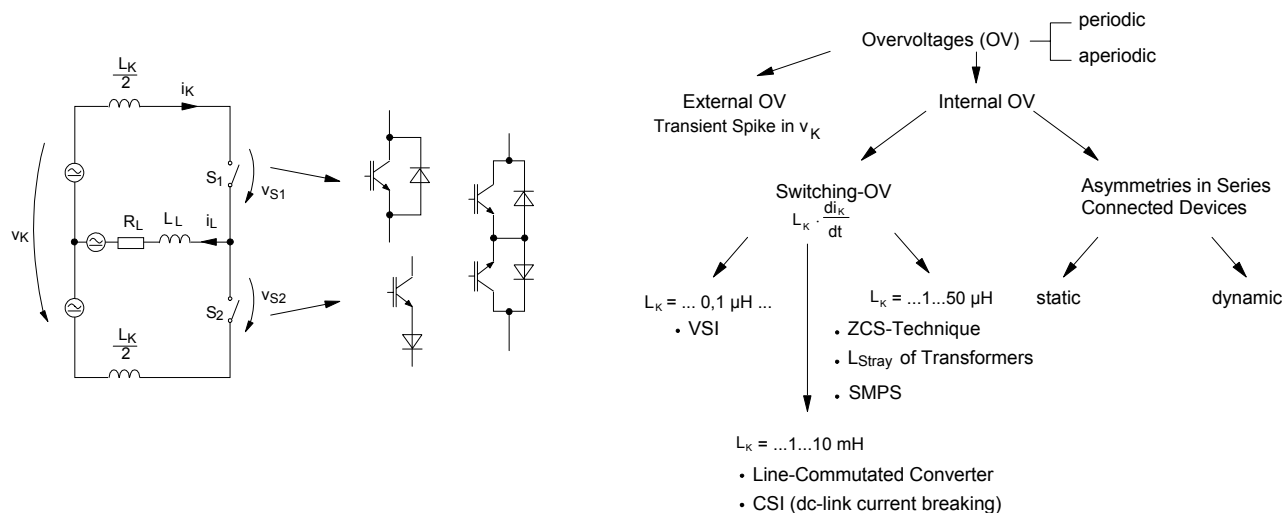 L_K
2
i_K
S_1
v_S1
v_K
R_L
L_L
i_L
S_2
v_S2
L_K
2
Overvoltages (OV)
periodic
aperiodic
External OV
Transient Spike in v_K
Internal OV
Switching-OV
L_K · di_K
dt
Asymmetries in Series
Connected Devices
L_K = ... 0,1 µH ...
• VSI
L_K = ...1...50 µH
• ZCS-Technique
• L_Stray of Transformers
• SMPS
static
dynamic
L_K = ...1...10 mH
• Line-Commutated Converter
• CSI (dc-link current breaking)